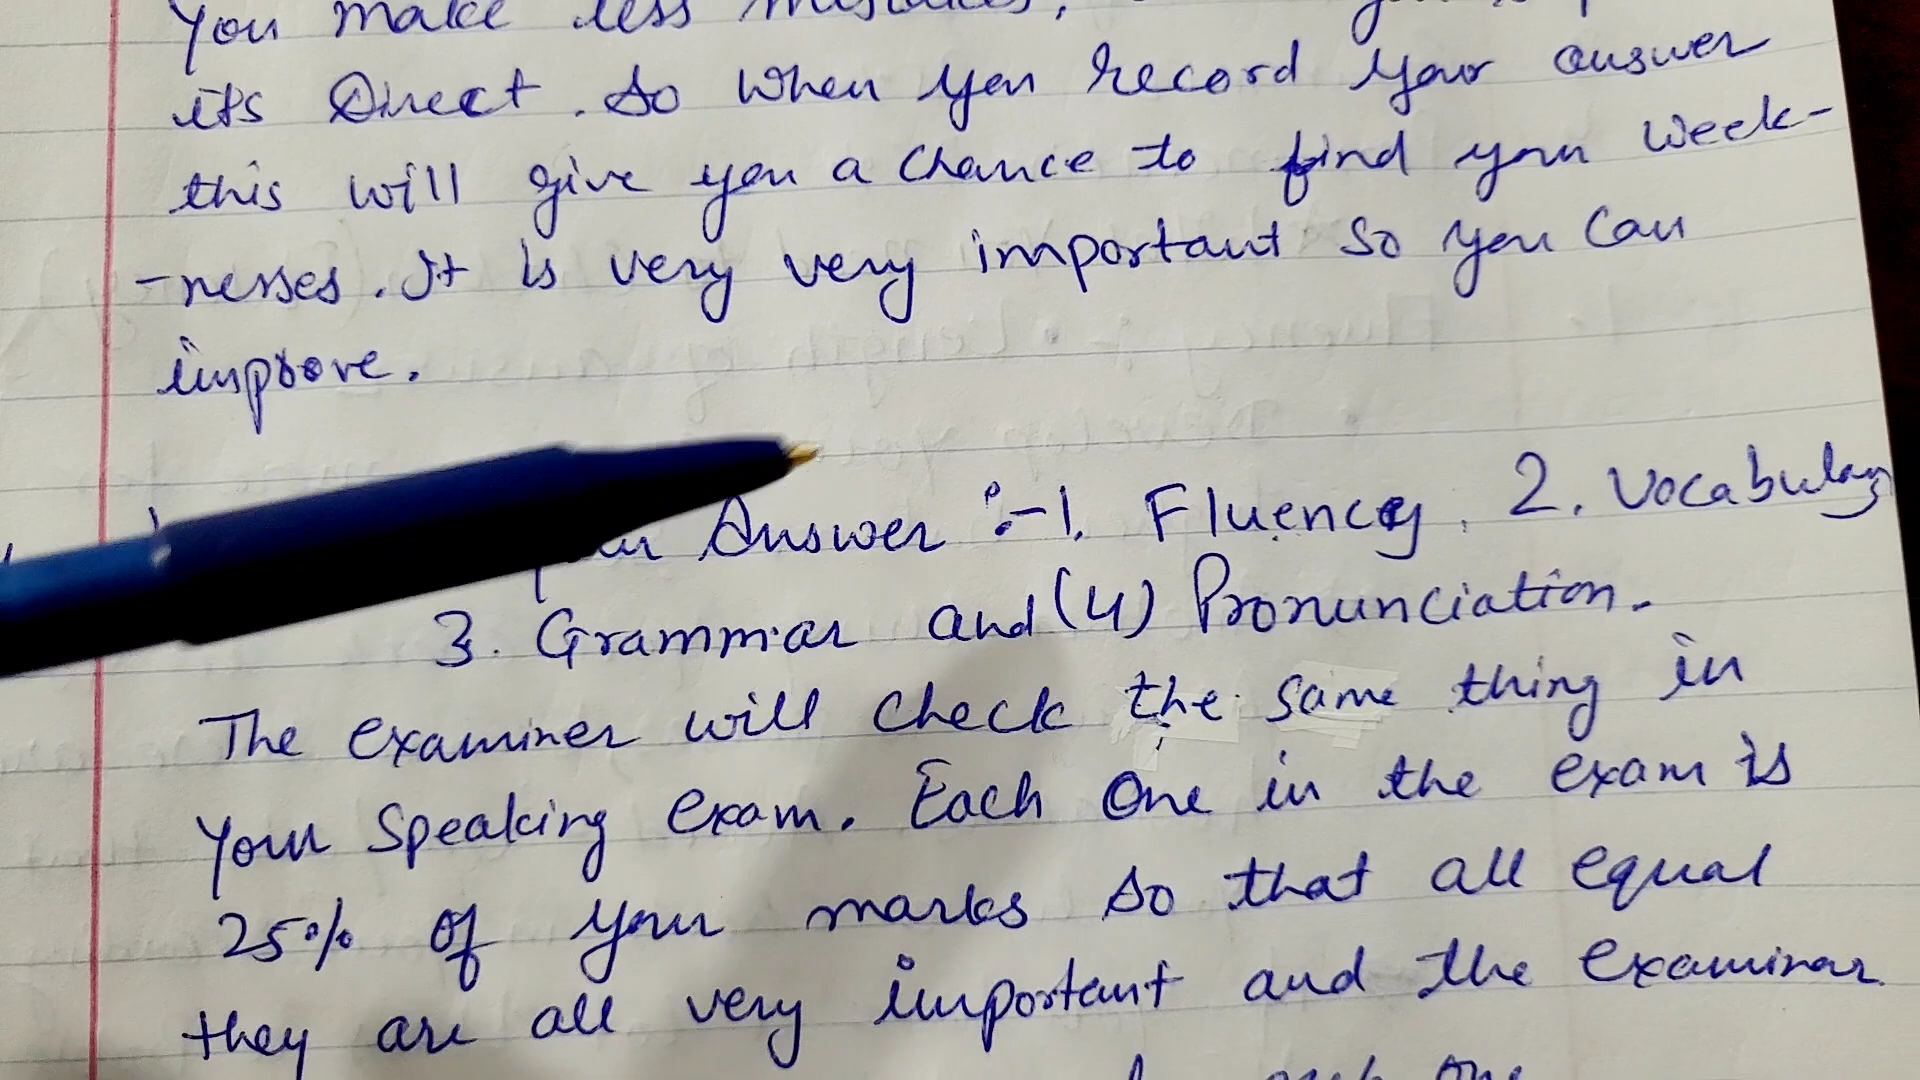 You make less mistakes,
its Direct. So when you record your answer
this will give you a chance to find your week-
-nesses. It is very very important so you can
improve.
Answer :- 1. Fluency, 2. Vocabulary
3. Grammar and (4) Pronunciation.
The examiner will check the same thing in
your speaking exam. Each one in the exam is
25% of your marks so that all equal
they are all very important and the examinar